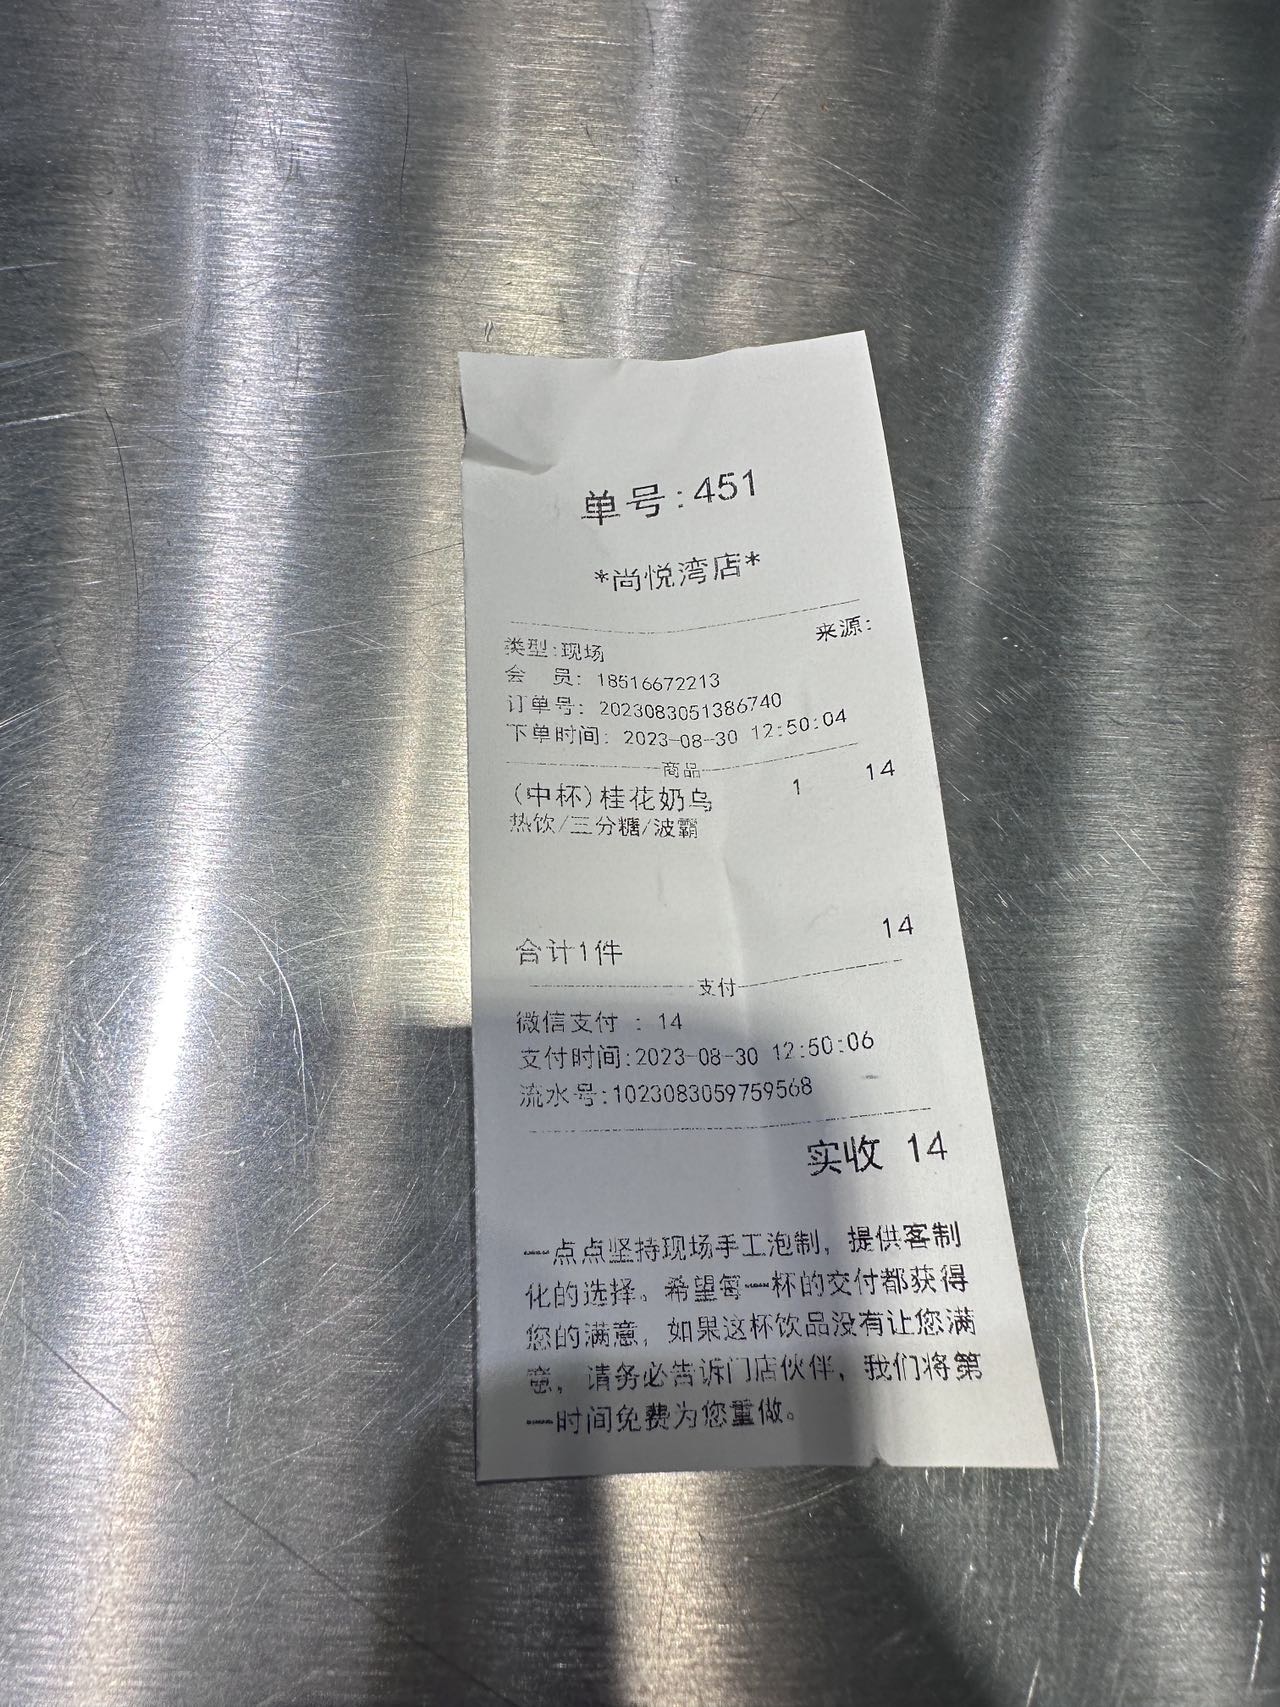 单号:451
*尚悦湾店*
来源:
类型:现场
会 员: 18516672213
订单号: 2023083051386740
下单时间: 2023-08-30 12:50:04
商品
(中杯)桂花奶乌 1 14
热饮/三分糖/波霸
合计1件 14
支付
微信支付 : 14
支付时间:2023-08-30 12:50:06
流水号:1023083059759568
实收 14
一点点坚持现场手工泡制，提供客制
化的选择。希望每一杯的交付都获得
您的满意，如果这杯饮品没有让您满
意，请务必告诉门店伙伴，我们将第
一时间免费为您重做。